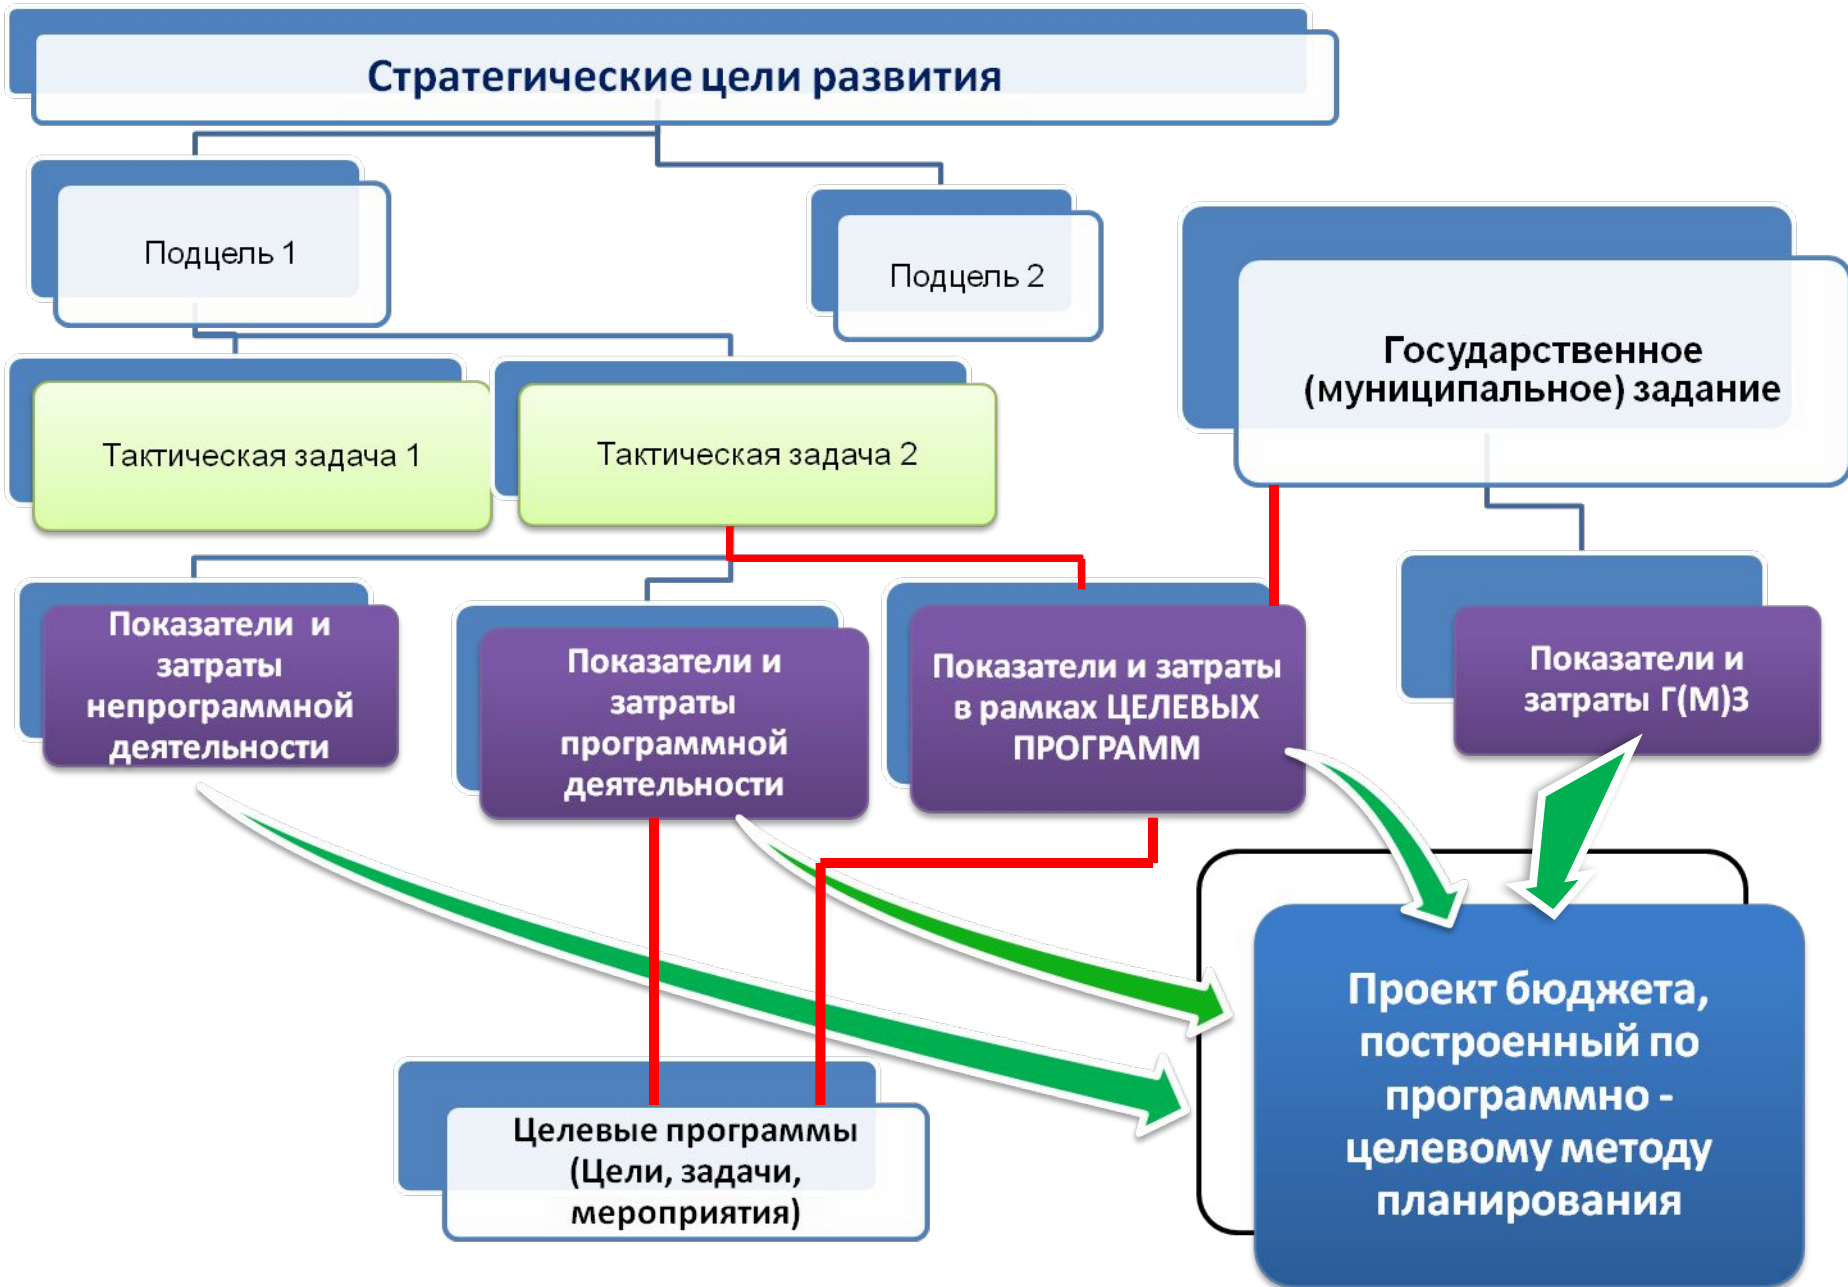 Стратегические цели развития
Подцель 1
Подцель 2
Государственное
(муниципальное) задание
Тактическая задача 1
Тактическая задача 2
Показатели и
затраты
непрограммной
деятельности
Показатели и
затраты
программной
деятельности
Показатели и затраты
в рамках ЦЕЛЕВЫХ
ПРОГРАММ
Показатели и
затраты Г(М)З
Целевые программы
(Цели, задачи,
мероприятия)
Проект бюджета,
построенный по
программно -
целевому методу
планирования